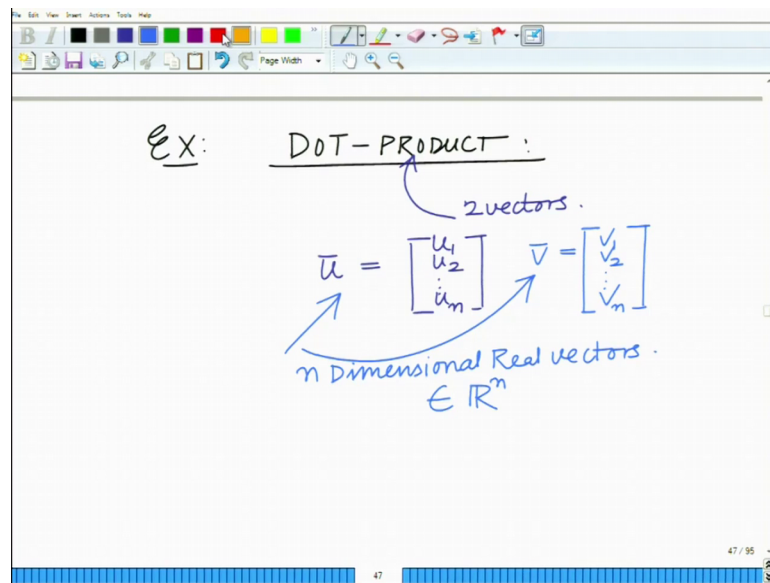 File Edit View Insert Actions Tools Help
B I
Page Width
Ex: DOT-PRODUCT:
2 vectors.
ū = [u₁ u₂ ⋮ uₙ] v̄ = [v₁ v₂ ⋮ vₙ]
n Dimensional Real vectors.
∈ ℝⁿ
47 / 95
47